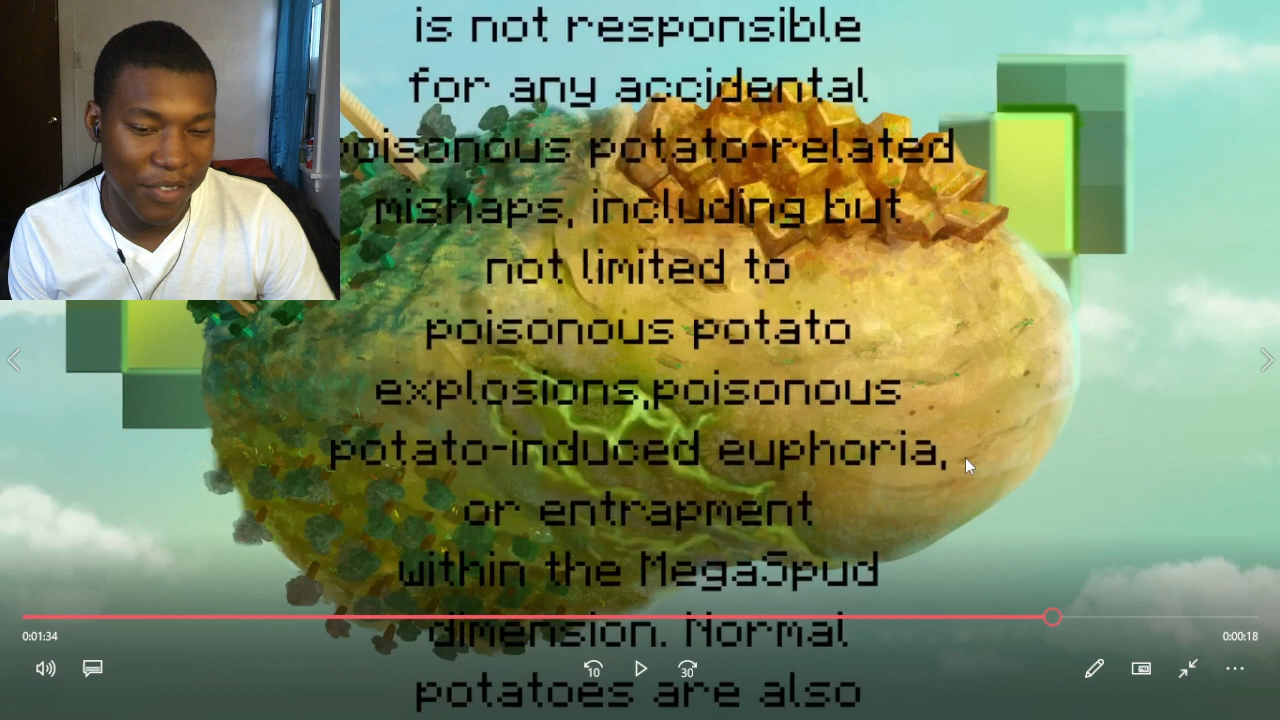 is not responsible
for any accidental
poisonous potato-related
mishaps, including but
not limited to
poisonous potato
explosions,poisonous
potato-induced euphoria,
or entrapment
within the MegaSpud
dimension. Normal
potatoes are also
0:01:34
0:00:18
10
30